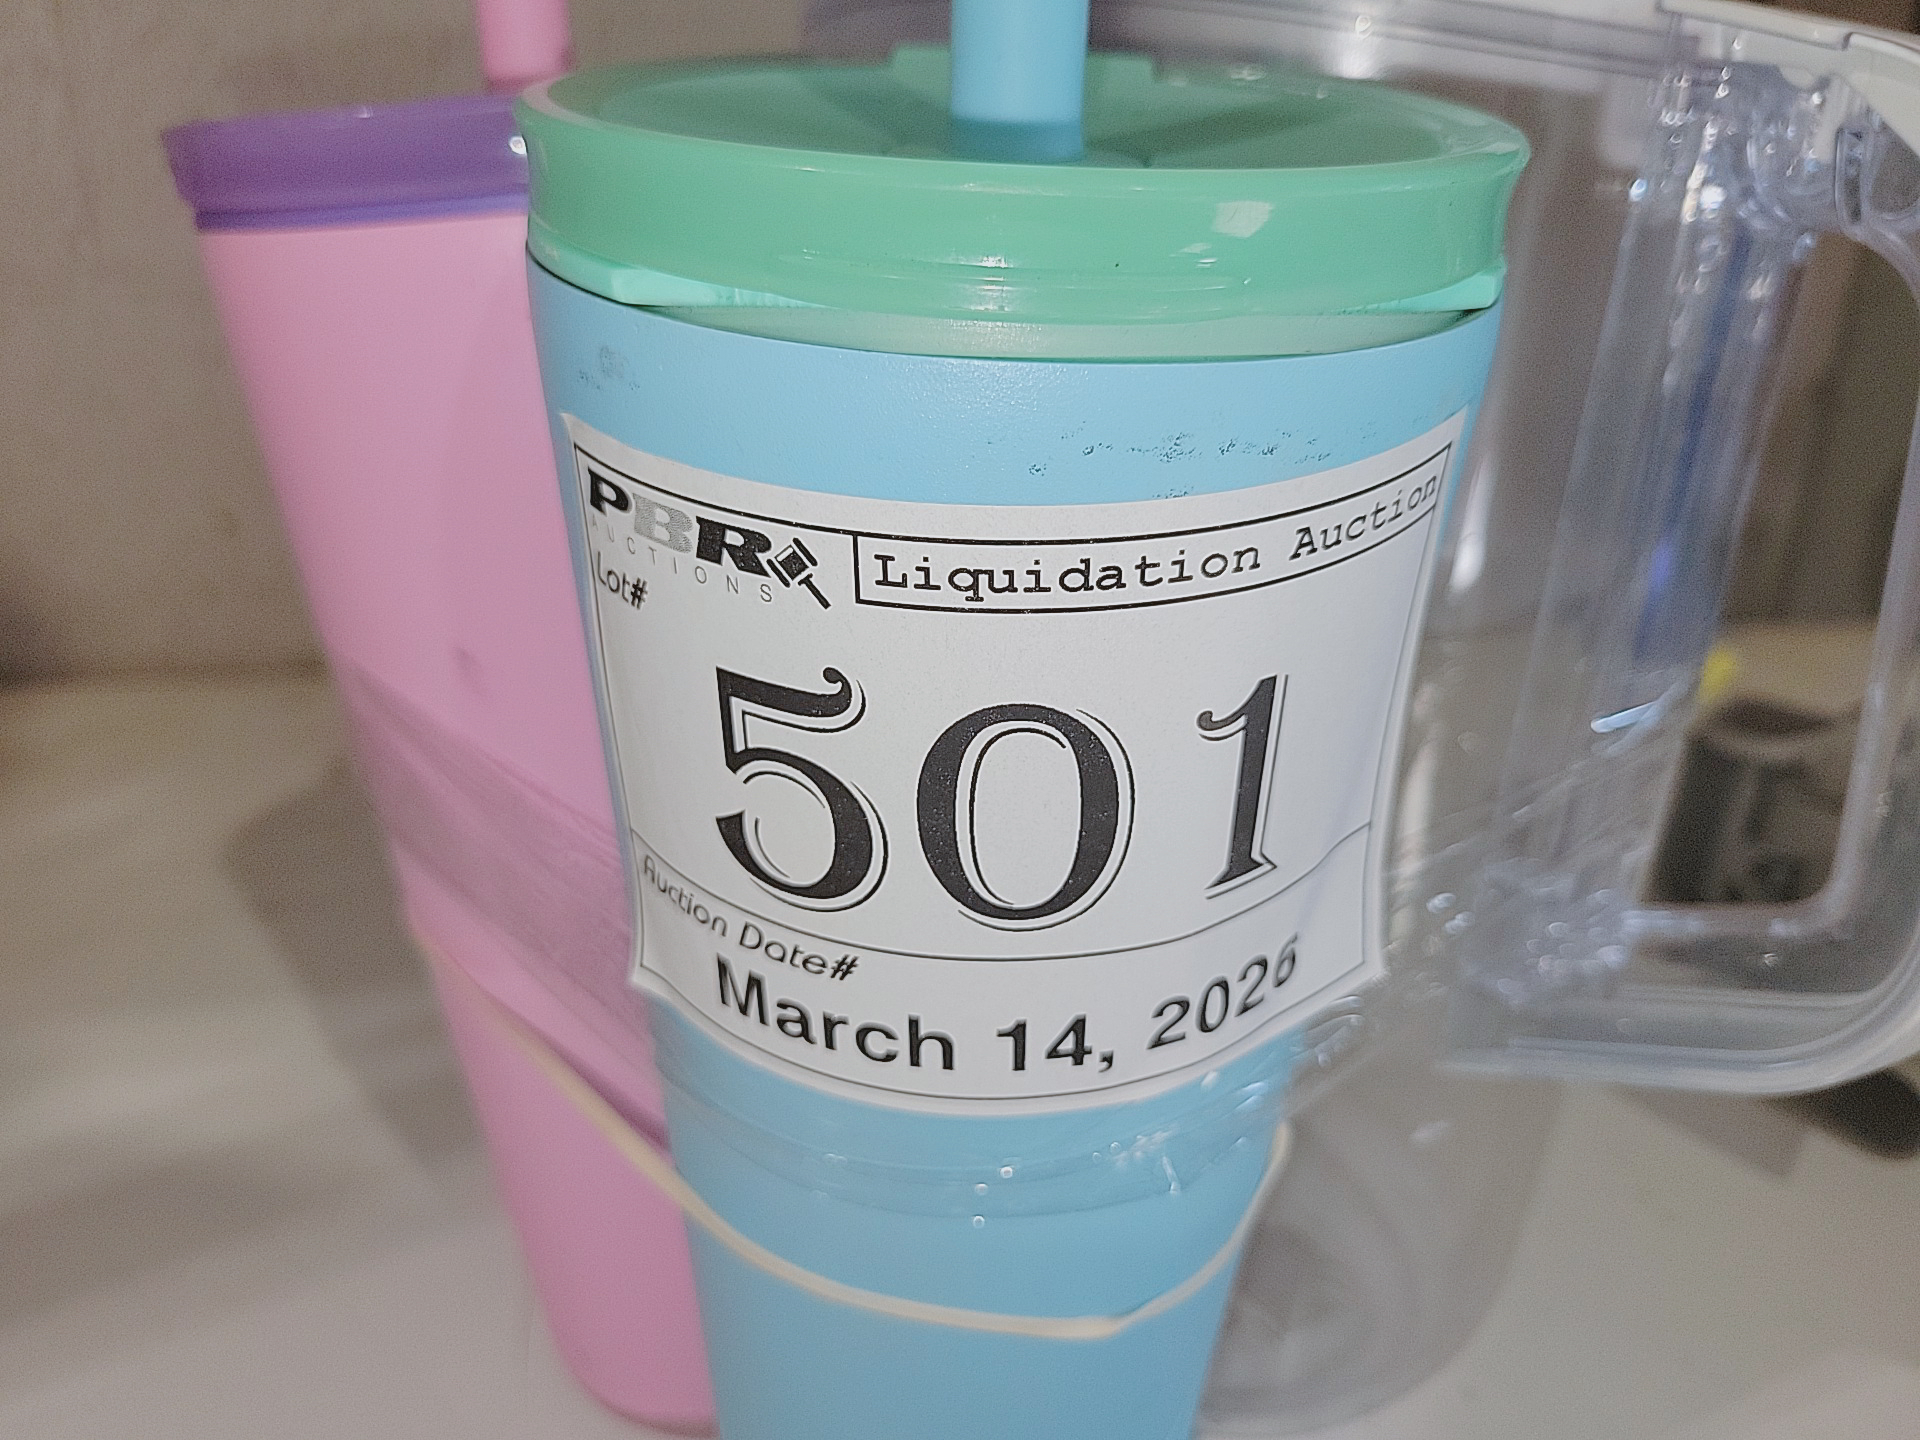 PBR Liquidation Auction
AUCTIONS
Lot#
501
Auction Date#
March 14, 2026